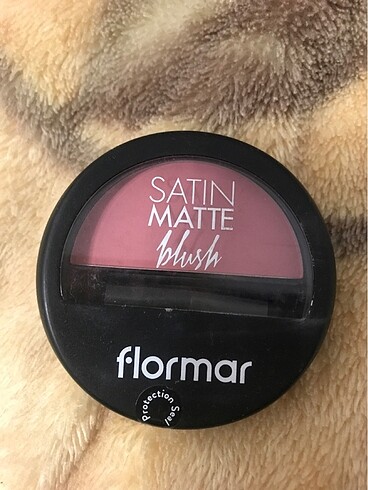 SATIN
MATTE
blush
flormar
Protection Seal